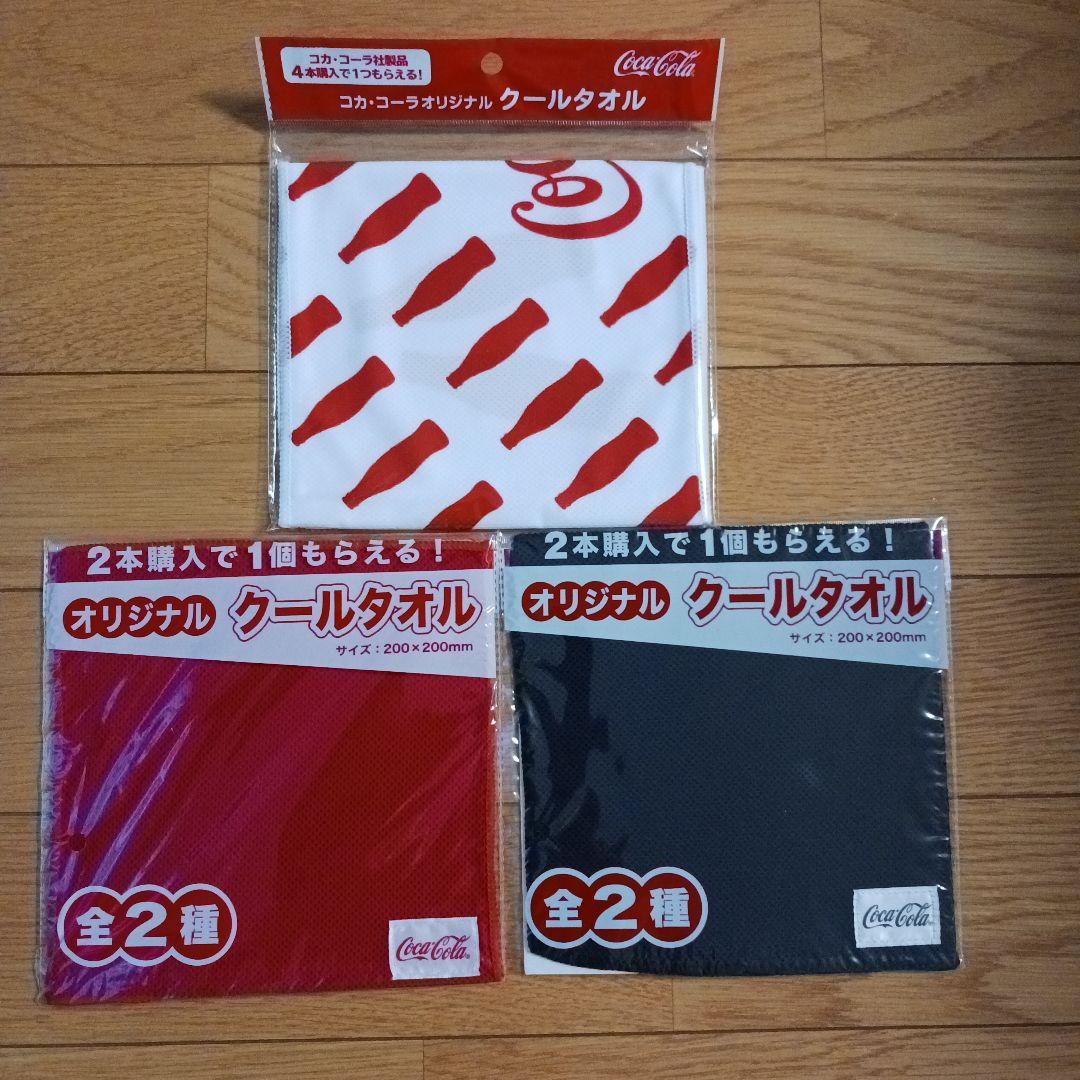 コカ・コーラ社製品
4本購入で1つもらえる!
Coca-Cola
コカ・コーラオリジナル クールタオル
2本購入で1個もらえる!
オリジナル クールタオル
サイズ:200×200mm
全2種
Coca-Cola
2本購入で1個もらえる!
オリジナル クールタオル
サイズ:200×200mm
全2種
Coca-Cola